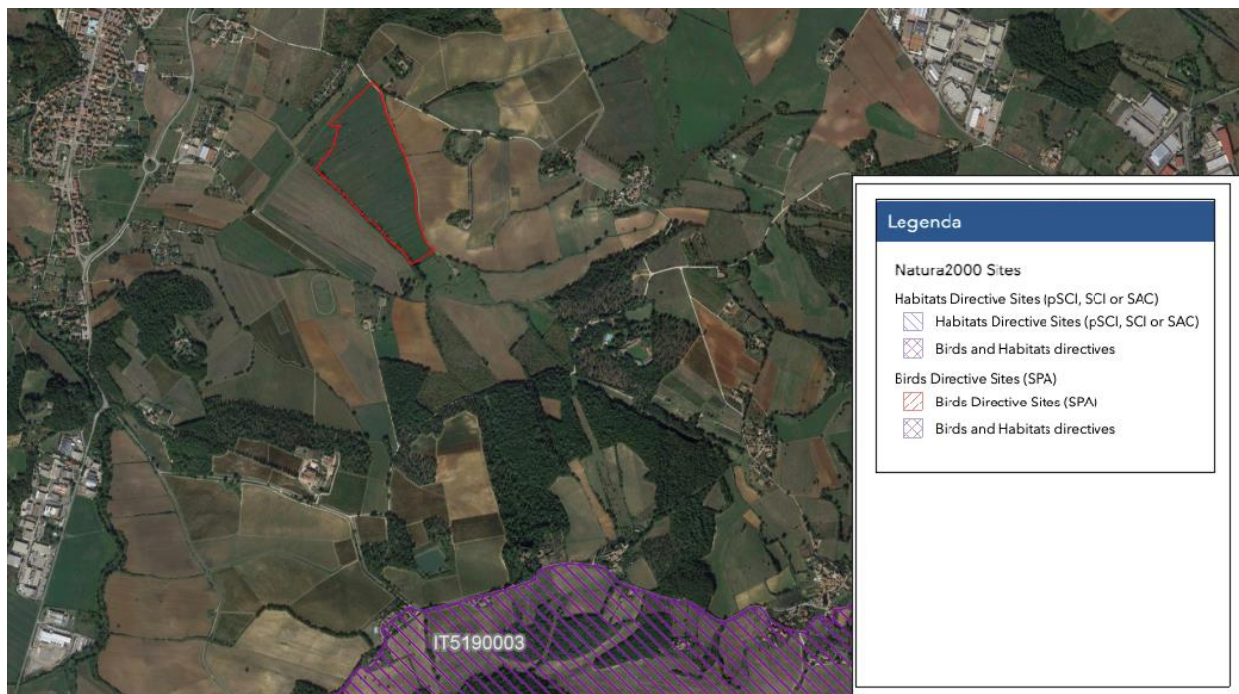 Legenda
Natura2000 Sites
Habitats Directive Sites (pSCI, SCI or SAC)
Habitats Directive Sites (pSCI, SCI or SAC)
Birds and Habitats directives
Birds Directive Sites (SPA)
Birds Directive Sites (SPA)
Birds and Habitats directives
IT5190003